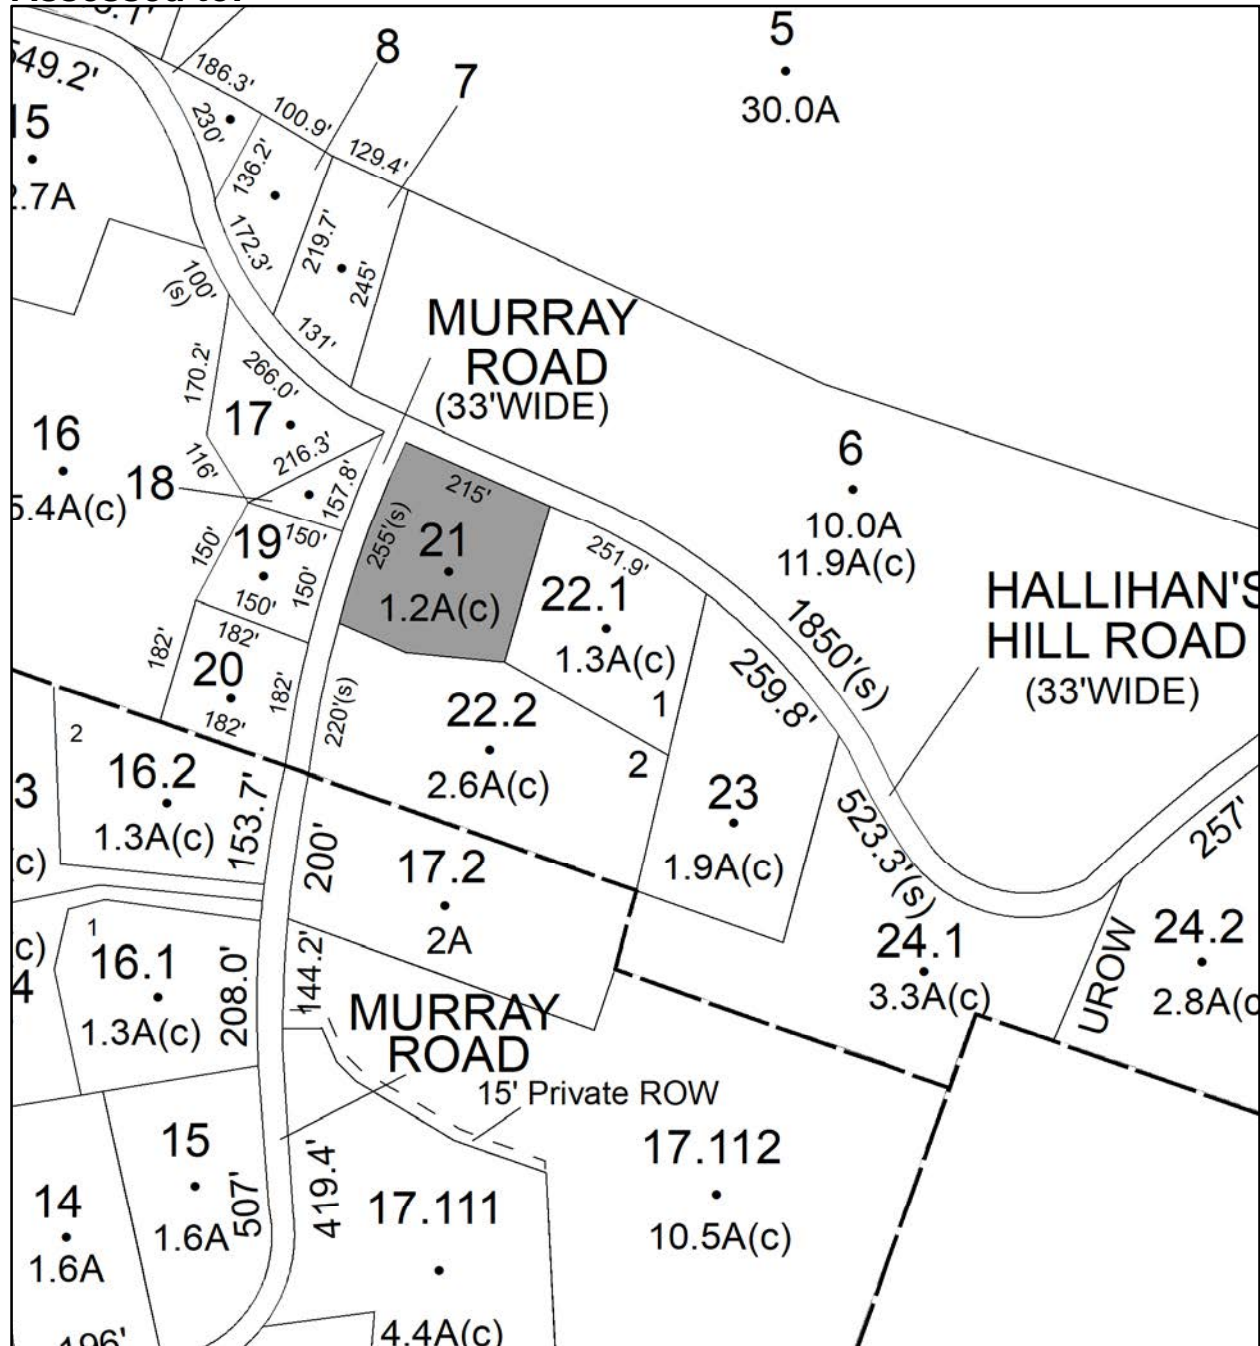 5
30.0A
549.2'
15
2.7A
186.3'
100.9'
129.4'
8
7
230'
136.2'
172.3'
219.7'
245'
131'
100'
(s)
170.2'
266.0'
17
216.3'
116'
18
157.8'
16
5.4A(c)
MURRAY
ROAD
(33'WIDE)
215'
255'(s)
21
1.2A(c)
6
10.0A
11.9A(c)
HALLIHAN'S
HILL ROAD
(33'WIDE)
251.9'
22.1
1.3A(c)
1
1850'(s)
259.8'
19
150'
150'
150'
150'
182'
182'
20
182'
182'
220'(s)
22.2
2.6A(c)
2
23
1.9A(c)
523.3'(s)
257'
2
16.2
1.3A(c)
153.7'
3
(c)
200'
17.2
2A
24.1
3.3A(c)
UROW
24.2
2.8A(c
c)
4
1
16.1
1.3A(c)
208.0'
144.2'
MURRAY
ROAD
15' Private ROW
17.112
10.5A(c)
15
1.6A
507'
419.4'
17.111
4.4A(c)
14
1.6A
196'